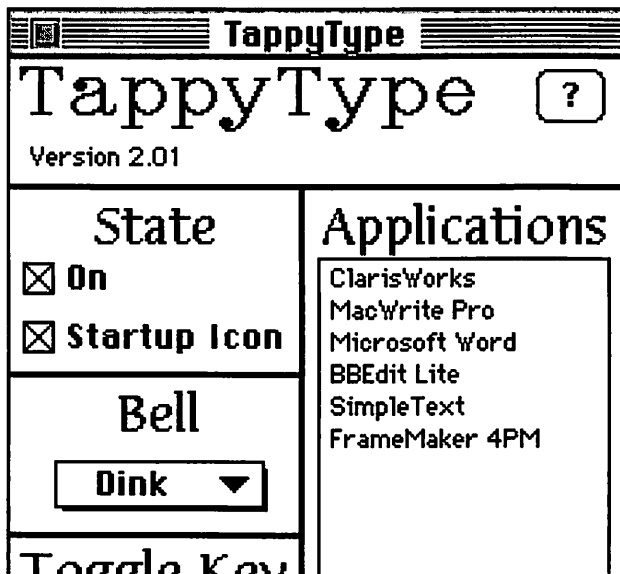 TappyType
TappyType
?
Version 2.01
State
On
Startup Icon
Bell
Dink
Toggle Key
Applications
ClarisWorks
MacWrite Pro
Microsoft Word
BBEdit Lite
SimpleText
FrameMaker 4PM